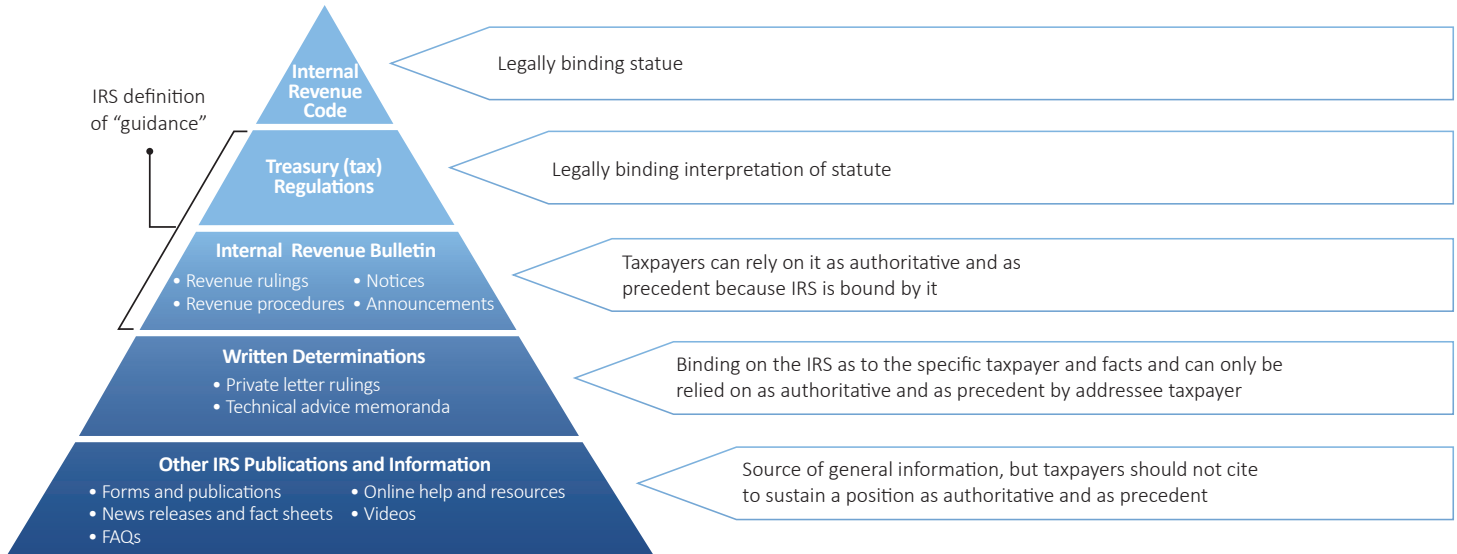 Internal
Revenue
Code
Legally binding statue
IRS definition
of “guidance”
Treasury (tax)
Regulations
Legally binding interpretation of statute
Internal Revenue Bulletin
• Revenue rulings
• Notices
• Revenue procedures
• Announcements
Taxpayers can rely on it as authoritative and as
precedent because IRS is bound by it
Written Determinations
• Private letter rulings
• Technical advice memoranda
Binding on the IRS as to the specific taxpayer and facts and can only be
relied on as authoritative and as precedent by addressee taxpayer
Other IRS Publications and Information
• Forms and publications
• Online help and resources
• News releases and fact sheets
• Videos
• FAQs
Source of general information, but taxpayers should not cite
to sustain a position as authoritative and as precedent